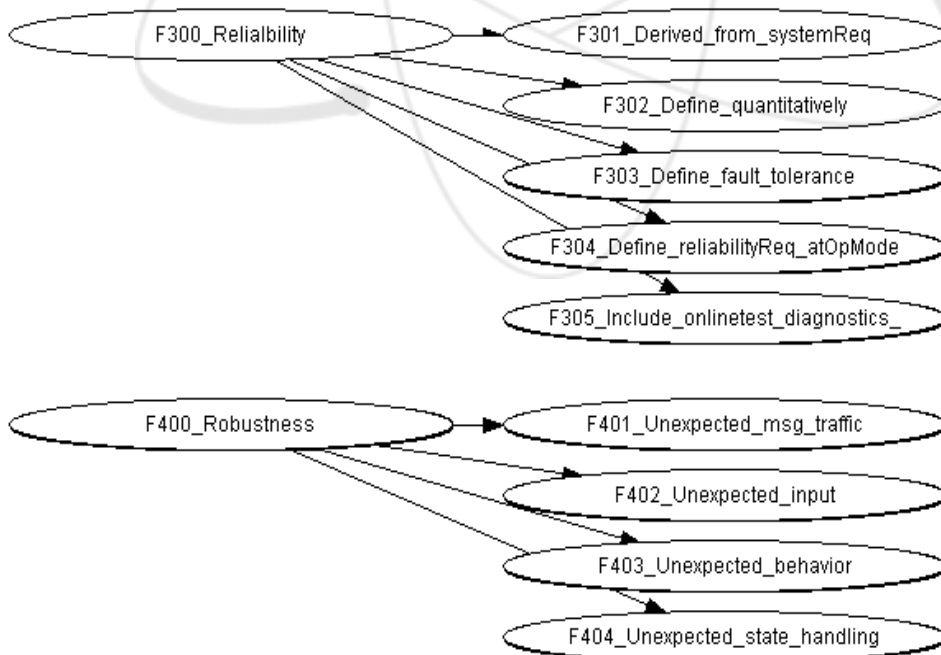 F300_Relialbility
F301_Derived_from_systemReq
F302_Define_quantitatively
F303_Define_fault_tolerance
F304_Define_reliabilityReq_atOpMode
F305_Include_onlinetest_diagnostics_
F400_Robustness
F401_Unexpected_msg_traffic
F402_Unexpected_input
F403_Unexpected_behavior
F404_Unexpected_state_handling